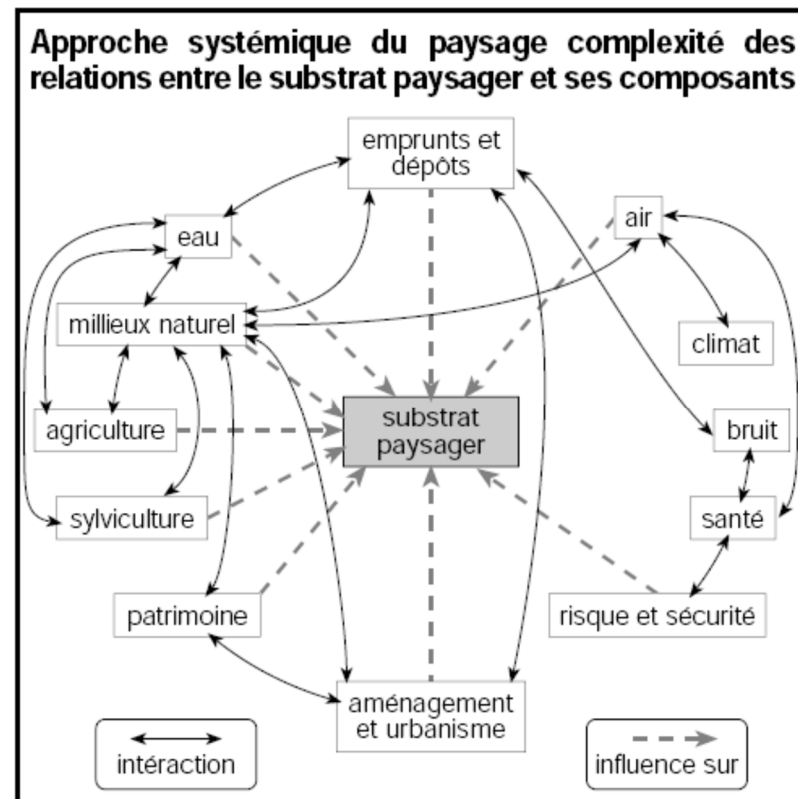 Approche systémique du paysage complexité des
relations entre le substrat paysager et ses composants
emprunts et
dépôts
air
eau
millieux naturel
climat
substrat
paysager
agriculture
bruit
sylviculture
santé
patrimoine
risque et sécurité
aménagement
et urbanisme
intéraction
influence sur